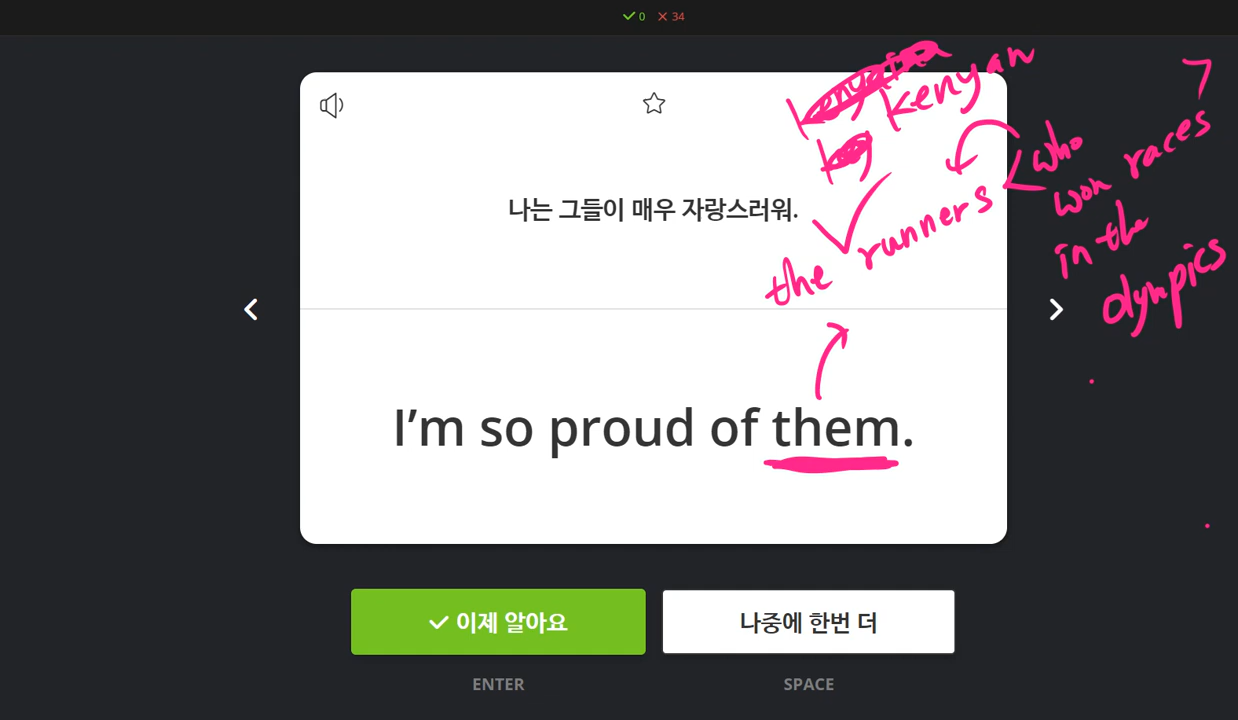 0 34
나는 그들이 매우 자랑스러워.
Kenyan
the runners
who
won races
in the
olympics
I'm so proud of them.
이제 알아요
나중에 한번 더
ENTER
SPACE